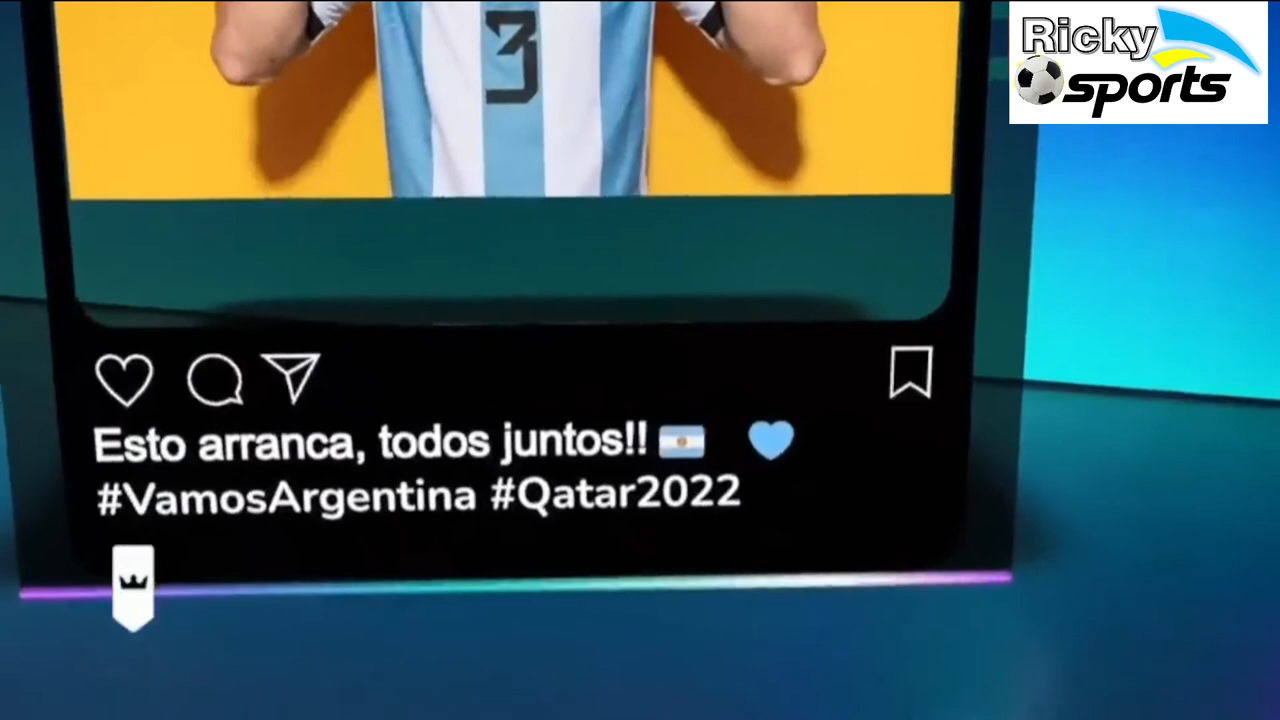 Ricky
sports
3
Esto arranca, todos juntos!! 🇦🇷 🩵
#VamosArgentina #Qatar2022